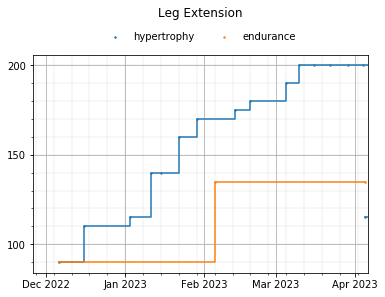 Leg Extension
hypertrophy endurance
200
150
100
Dec 2022 Jan 2023 Feb 2023 Mar 2023 Apr 2023